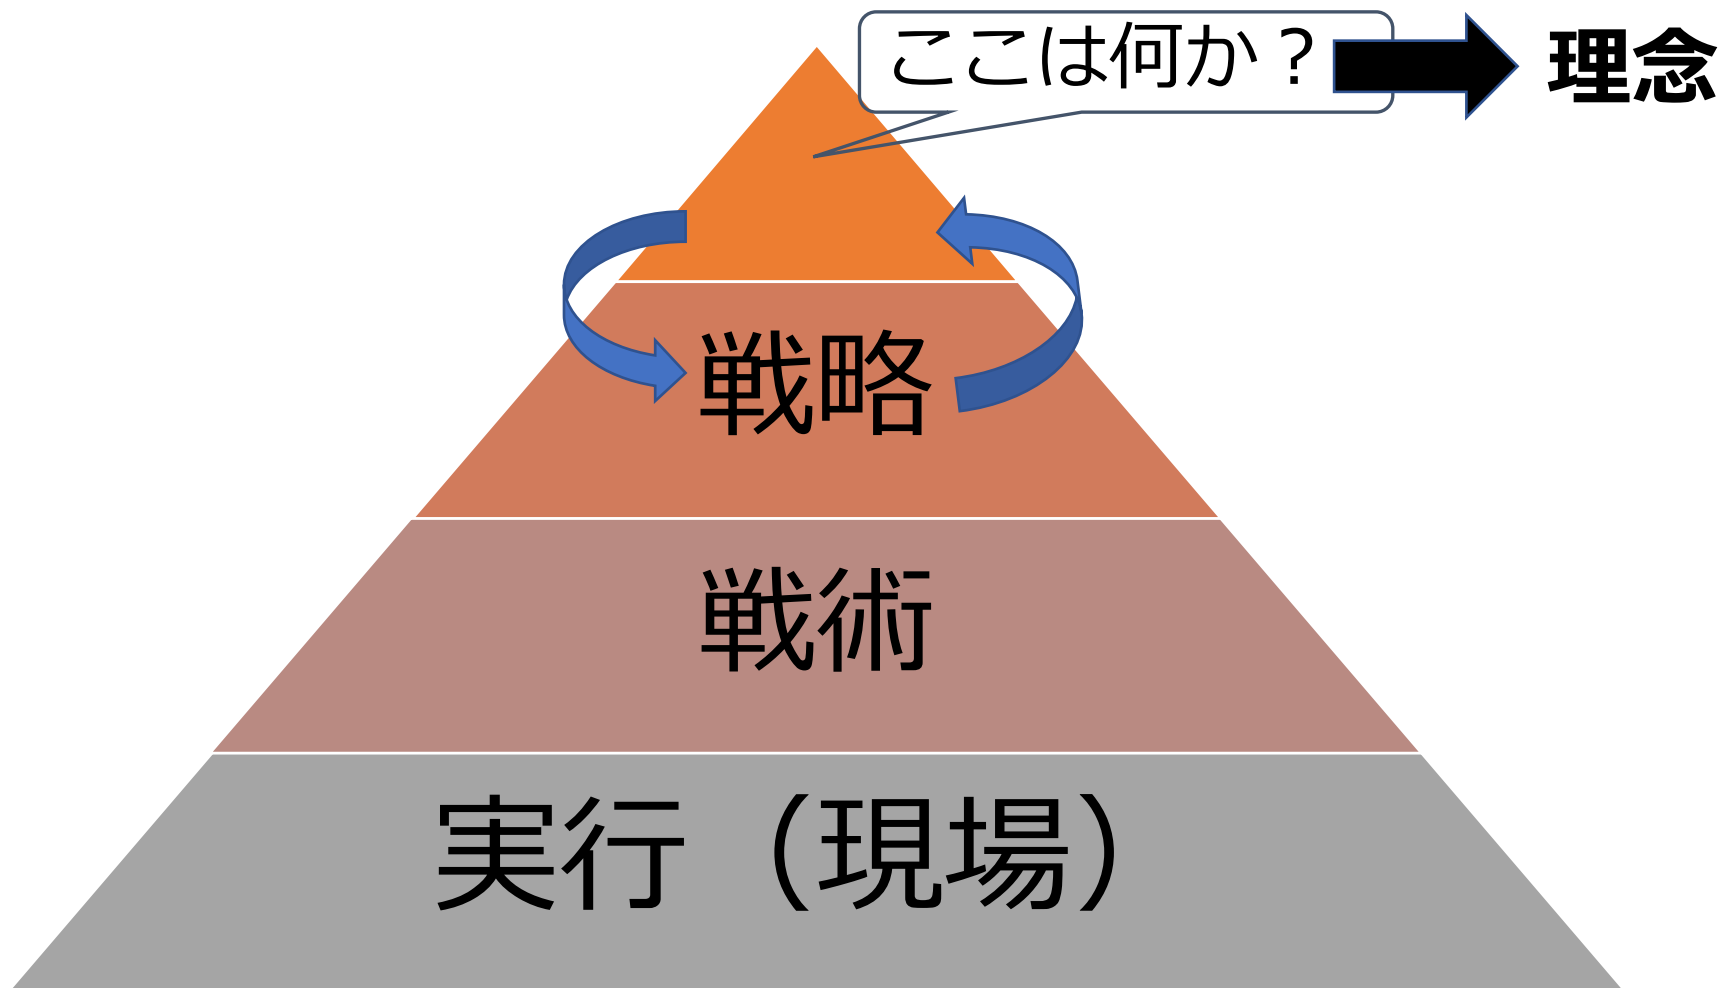 ここは何か？
理念
戦略
戦術
実行（現場）